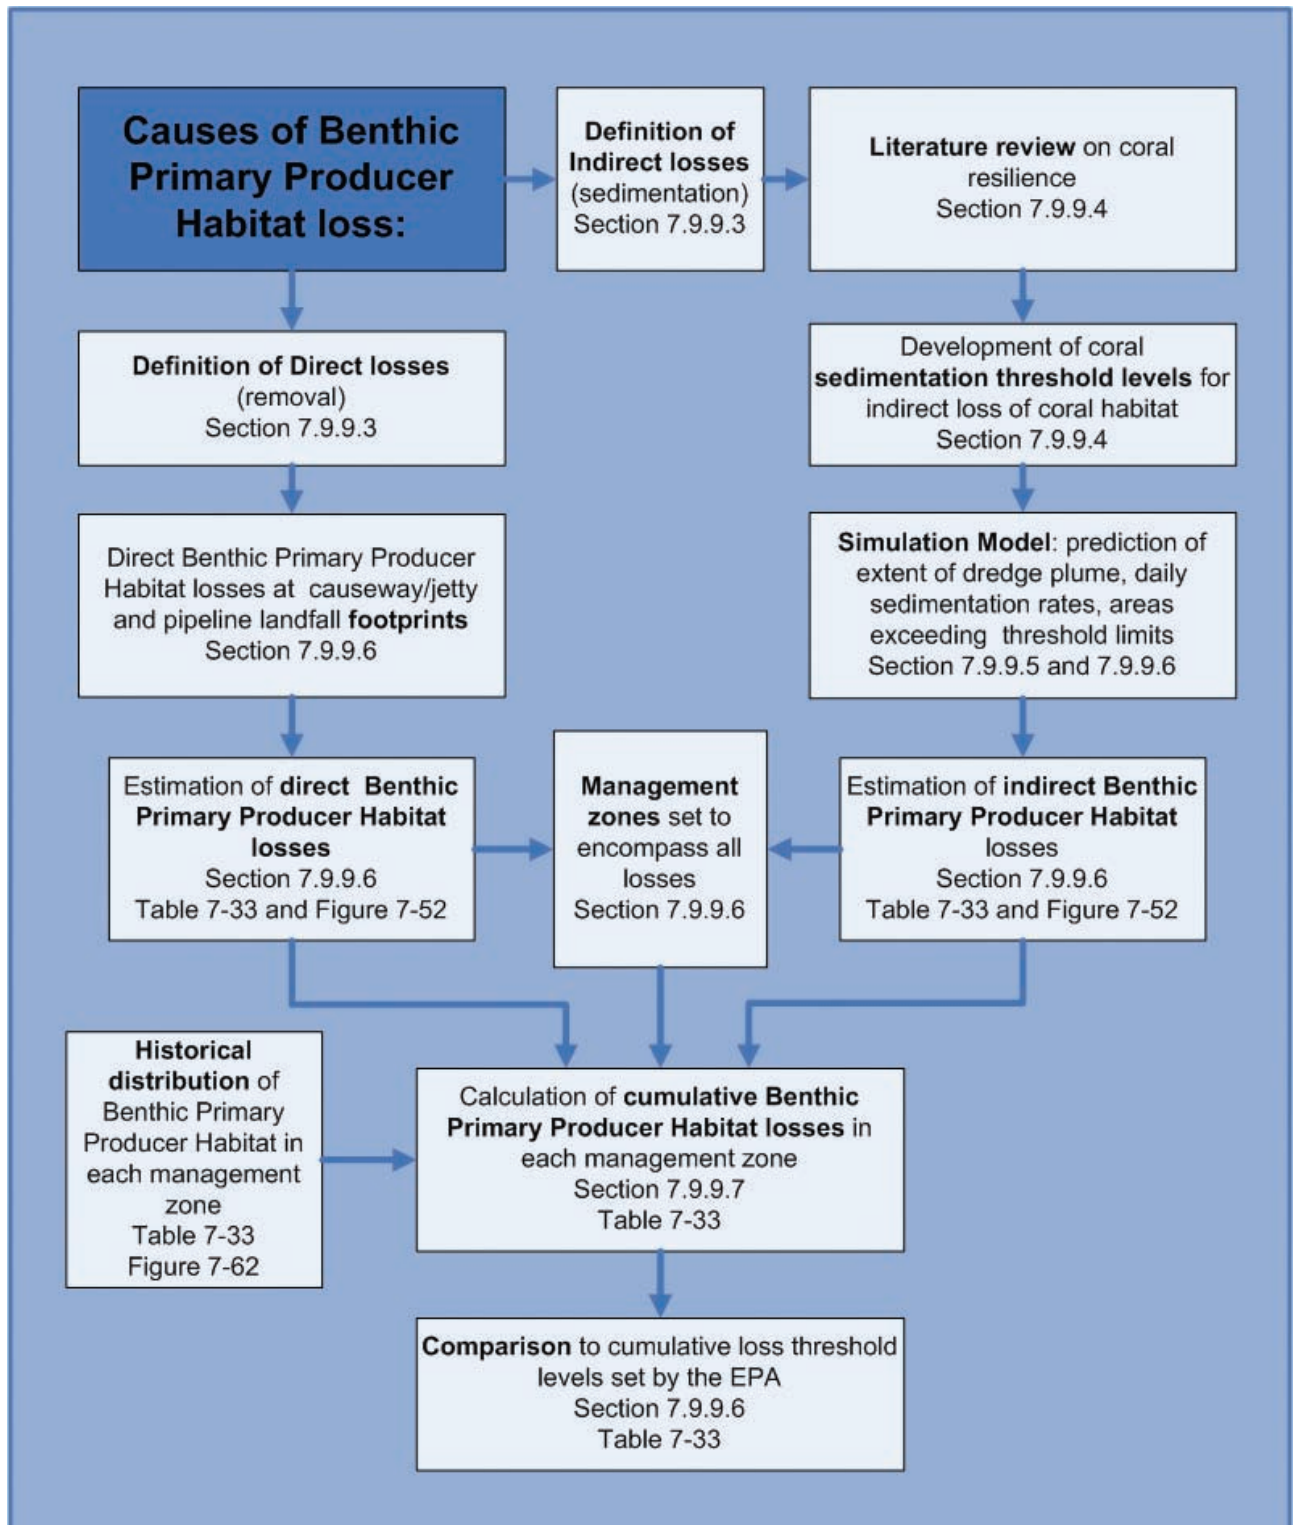 Causes of Benthic
Primary Producer
Habitat loss:
Definition of
Indirect losses
(sedimentation)
Section 7.9.9.3
Literature review on coral
resilience
Section 7.9.9.4
Definition of Direct losses
(removal)
Section 7.9.9.3
Development of coral
sedimentation threshold levels for
indirect loss of coral habitat
Section 7.9.9.4
Direct Benthic Primary Producer
Habitat losses at causeway/jetty
and pipeline landfall footprints
Section 7.9.9.6
Simulation Model: prediction of
extent of dredge plume, daily
sedimentation rates, areas
exceeding threshold limits
Section 7.9.9.5 and 7.9.9.6
Estimation of direct Benthic
Primary Producer Habitat
losses
Section 7.9.9.6
Table 7-33 and Figure 7-52
Management
zones set to
encompass all
losses
Section 7.9.9.6
Estimation of indirect Benthic
Primary Producer Habitat
losses
Section 7.9.9.6
Table 7-33 and Figure 7-52
Historical
distribution of
Benthic Primary
Producer Habitat in
each management
zone
Table 7-33
Figure 7-62
Calculation of cumulative Benthic
Primary Producer Habitat losses in
each management zone
Section 7.9.9.7
Table 7-33
Comparison to cumulative loss threshold
levels set by the EPA
Section 7.9.9.6
Table 7-33